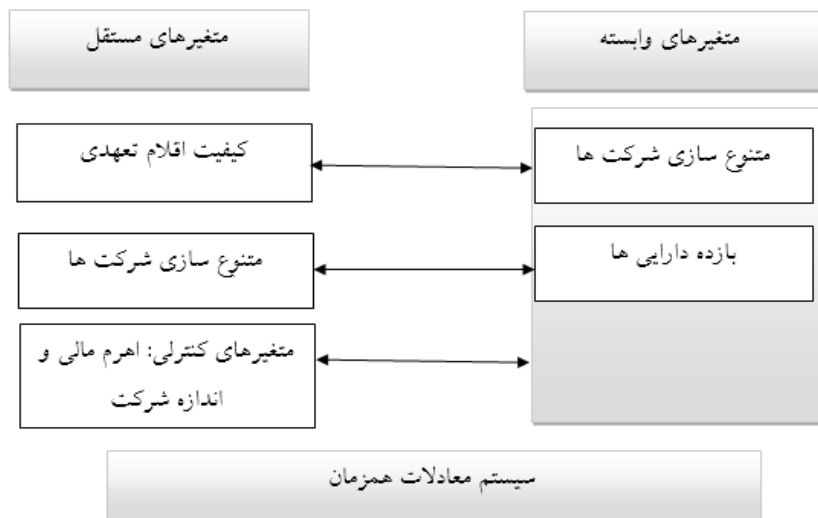 متغیرهای وابسته
متغیرهای مستقل
متنوع سازی شرکت ها
کیفیت اقلام تعهدی
بازده دارایی ها
متنوع سازی شرکت ها
متغیرهای کنترلی: اهرم مالی و
اندازه شرکت
سیستم معادلات همزمان